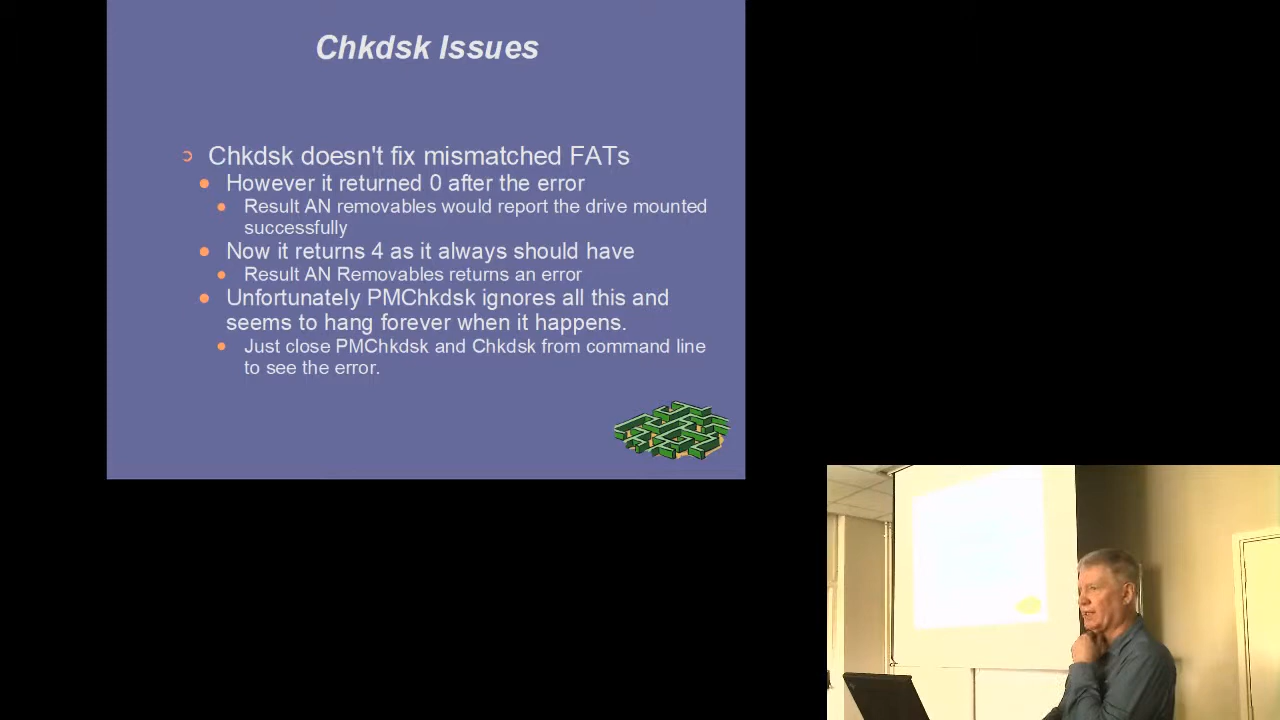 Chkdsk Issues
Chkdsk doesn't fix mismatched FATs
However it returned 0 after the error
Result AN removables would report the drive mounted
successfully
Now it returns 4 as it always should have
Result AN Removables returns an error
Unfortunately PMChkdsk ignores all this and
seems to hang forever when it happens.
Just close PMChkdsk and Chkdsk from command line
to see the error.